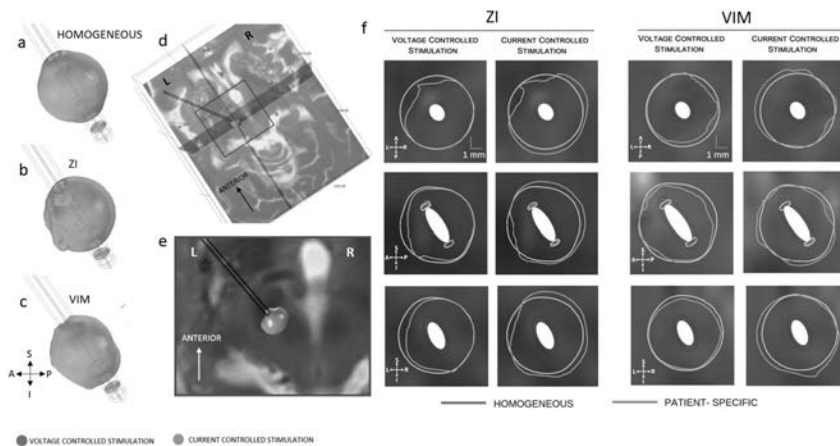 a
HOMOGENEOUS
b
ZI
c
VIM
S
A P
I
d
L R
ANTERIOR
e
L R
ANTERIOR
f
ZI VIM
VOLTAGE CONTROLLED STIMULATION
CURRENT CONTROLLED STIMULATION
VOLTAGE CONTROLLED STIMULATION
CURRENT CONTROLLED STIMULATION
A
L R
P
1 mm
A
L R
P
1 mm
S
A P
I
S
A P
I
S
L R
I
S
L R
I
HOMOGENEOUS PATIENT- SPECIFIC
VOLTAGE CONTROLLED STIMULATION CURRENT CONTROLLED STIMULATION